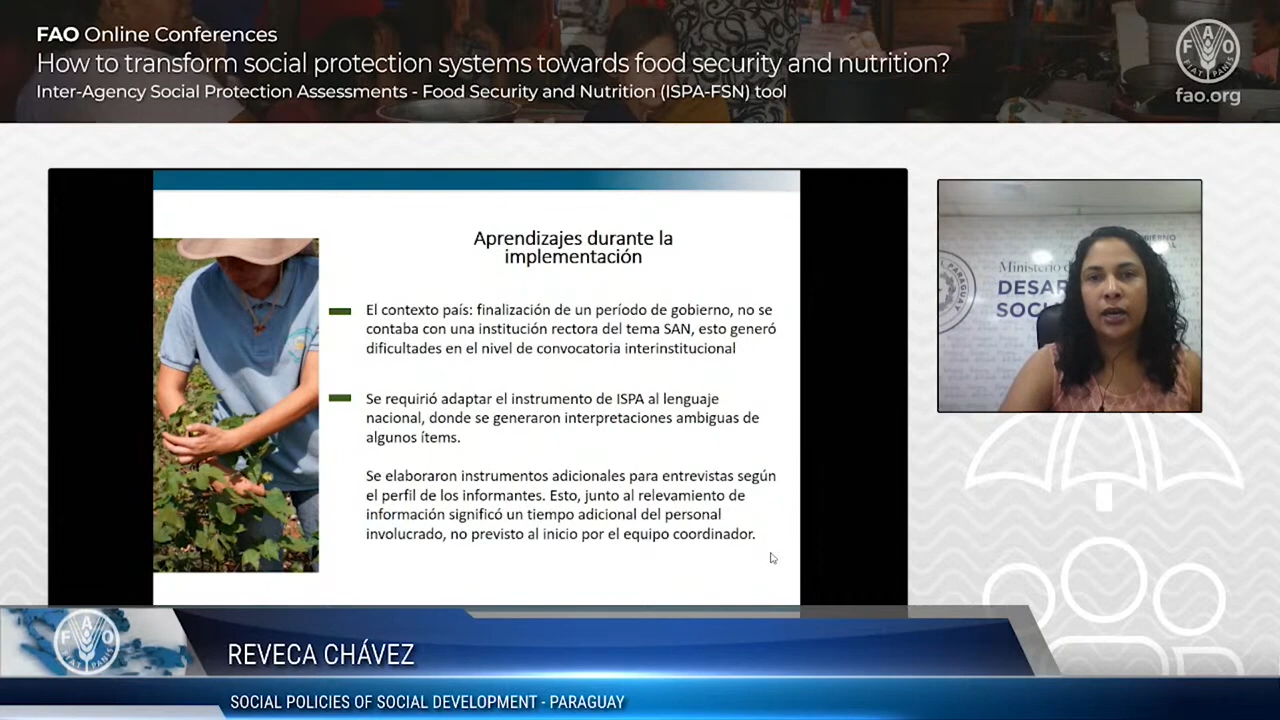 FAO Online Conferences
How to transform social protection systems towards food security and nutrition?
Inter-Agency Social Protection Assessments - Food Security and Nutrition (ISPA-FSN) tool
F A O
FIAT PANIS
fao.org
Aprendizajes durante la
implementación
El contexto país: finalización de un período de gobierno, no se
contaba con una institución rectora del tema SAN, esto generó
dificultades en el nivel de convocatoria interinstitucional
Se requirió adaptar el instrumento de ISPA al lenguaje
nacional, donde se generaron interpretaciones ambiguas de
algunos ítems.
Se elaboraron instrumentos adicionales para entrevistas según
el perfil de los informantes. Esto, junto al relevamiento de
información significó un tiempo adicional del personal
involucrado, no previsto al inicio por el equipo coordinador.
PARAGUAY
Ministerio
DESAR
SOC
F A O
FIAT PANIS
REVECA CHÁVEZ
SOCIAL POLICIES OF SOCIAL DEVELOPMENT - PARAGUAY